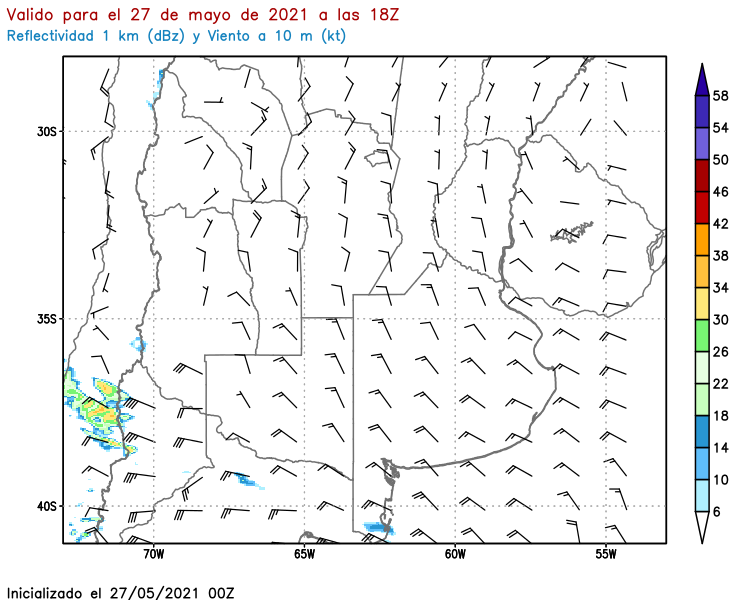 Valido para el 27 de mayo de 2021 a las 18Z
Reflectividad 1 km (dBz) y Viento a 10 m (kt)
58
54
50
46
42
38
34
30
26
22
18
14
10
6
30S
35S
40S
70W
65W
60W
55W
Inicializado el 27/05/2021 00Z